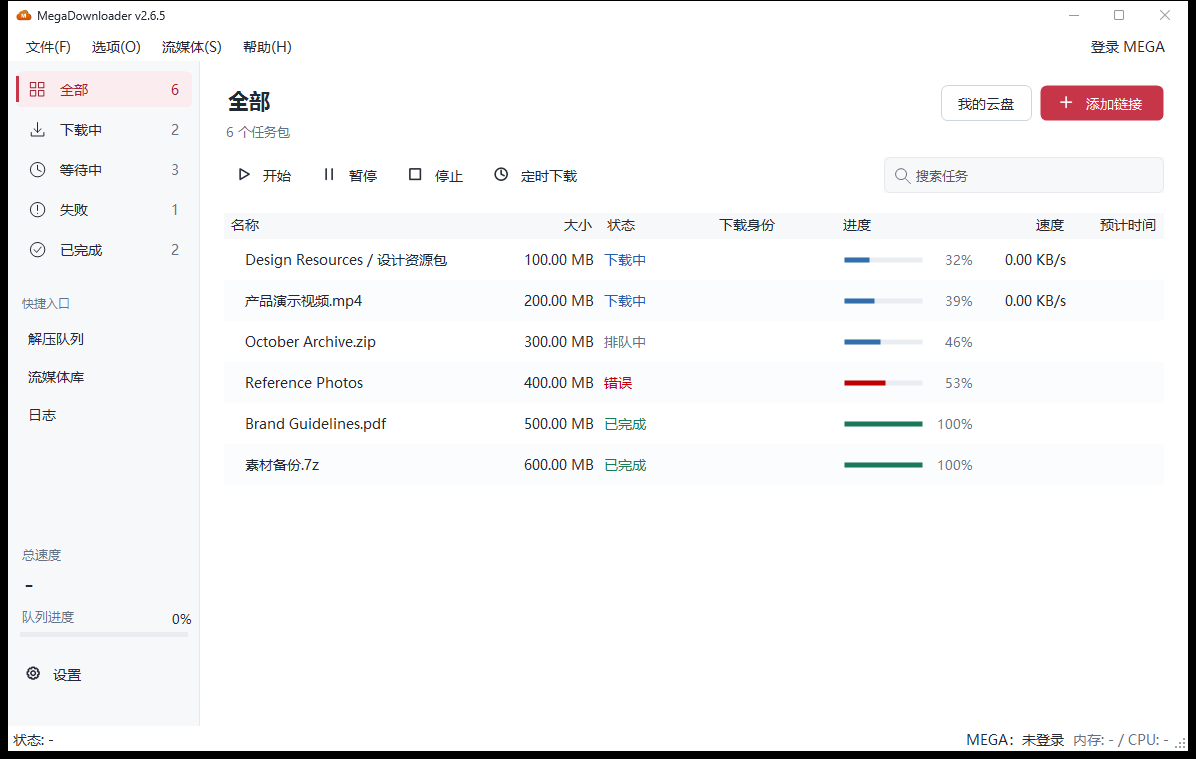 MegaDownloader v2.6.5
文件(F) 选项(O) 流媒体(S) 帮助(H) 登录 MEGA
全部 6
下载中 2
等待中 3
失败 1
已完成 2
快捷入口
解压队列
流媒体库
日志
总速度
-
队列进度 0%
设置
全部
6 个任务包
我的云盘
添加链接
开始 暂停 停止 定时下载
搜索任务
名称 大小 状态 下载身份 进度 速度 预计时间
Design Resources / 设计资源包 100.00 MB 下载中 32% 0.00 KB/s
产品演示视频.mp4 200.00 MB 下载中 39% 0.00 KB/s
October Archive.zip 300.00 MB 排队中 46%
Reference Photos 400.00 MB 错误 53%
Brand Guidelines.pdf 500.00 MB 已完成 100%
素材备份.7z 600.00 MB 已完成 100%
状态: - MEGA：未登录 内存: - / CPU: -